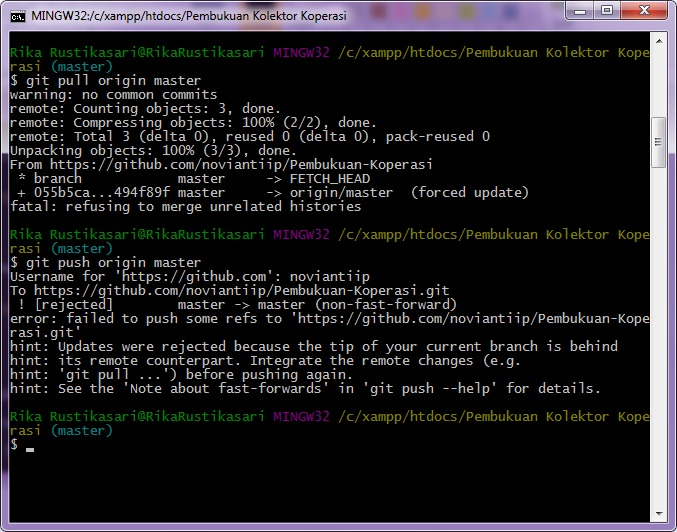 MINGW32:/c/xampp/htdocs/Pembukuan Kolektor Koperasi
Rika Rustikasari@RikaRustikasari MINGW32 /c/xampp/htdocs/Pembukuan Kolektor Kope
rasi (master)
$ git pull origin master
warning: no common commits
remote: Counting objects: 3, done.
remote: Compressing objects: 100% (2/2), done.
remote: Total 3 (delta 0), reused 0 (delta 0), pack-reused 0
Unpacking objects: 100% (3/3), done.
From https://github.com/noviantiip/Pembukuan-Koperasi
 * branch            master     -> FETCH_HEAD
 + 055b5ca...494f89f master     -> origin/master  (forced update)
fatal: refusing to merge unrelated histories
Rika Rustikasari@RikaRustikasari MINGW32 /c/xampp/htdocs/Pembukuan Kolektor Kope
rasi (master)
$ git push origin master
Username for 'https://github.com': noviantiip
To https://github.com/noviantiip/Pembukuan-Koperasi.git
 ! [rejected]        master -> master (non-fast-forward)
error: failed to push some refs to 'https://github.com/noviantiip/Pembukuan-Kope
rasi.git'
hint: Updates were rejected because the tip of your current branch is behind
hint: its remote counterpart. Integrate the remote changes (e.g.
hint: 'git pull ...') before pushing again.
hint: See the 'Note about fast-forwards' in 'git push --help' for details.
Rika Rustikasari@RikaRustikasari MINGW32 /c/xampp/htdocs/Pembukuan Kolektor Kope
rasi (master)
$